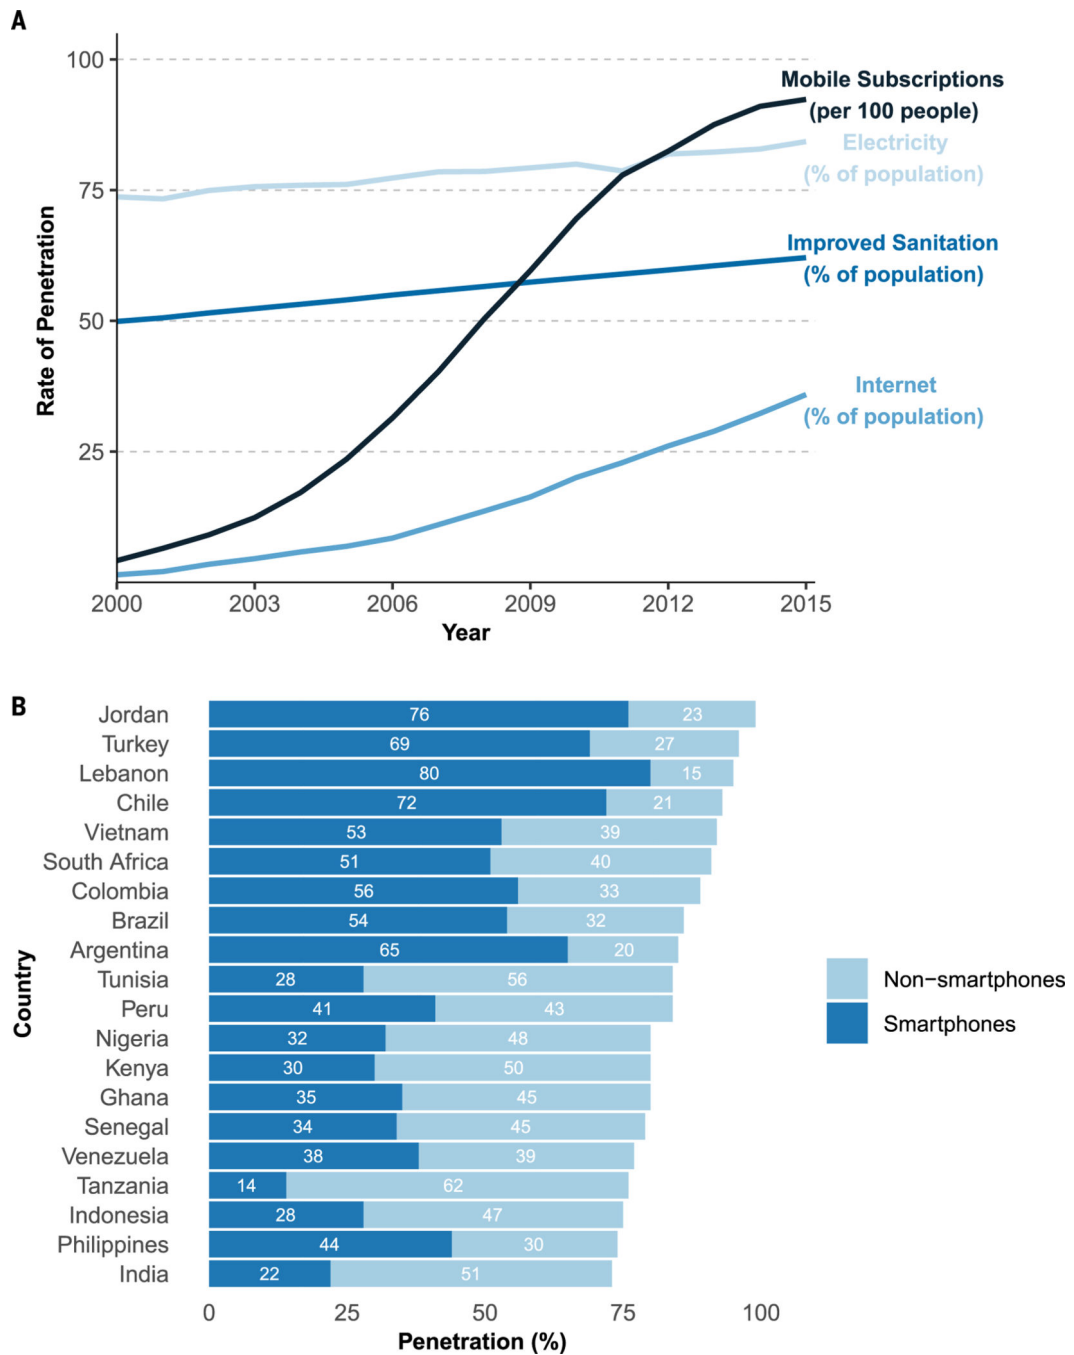 A
100
75
50
25
Rate of Penetration
Mobile Subscriptions
(per 100 people)
Electricity
(% of population)
Improved Sanitation
(% of population)
Internet
(% of population)
2000 2003 2006 2009 2012 2015
Year
B
Country
Jordan 76 23
Turkey 69 27
Lebanon 80 15
Chile 72 21
Vietnam 53 39
South Africa 51 40
Colombia 56 33
Brazil 54 32
Argentina 65 20
Tunisia 28 56
Peru 41 43
Nigeria 32 48
Kenya 30 50
Ghana 35 45
Senegal 34 45
Venezuela 38 39
Tanzania 14 62
Indonesia 28 47
Philippines 44 30
India 22 51
Non−smartphones
Smartphones
0 25 50 75 100
Penetration (%)